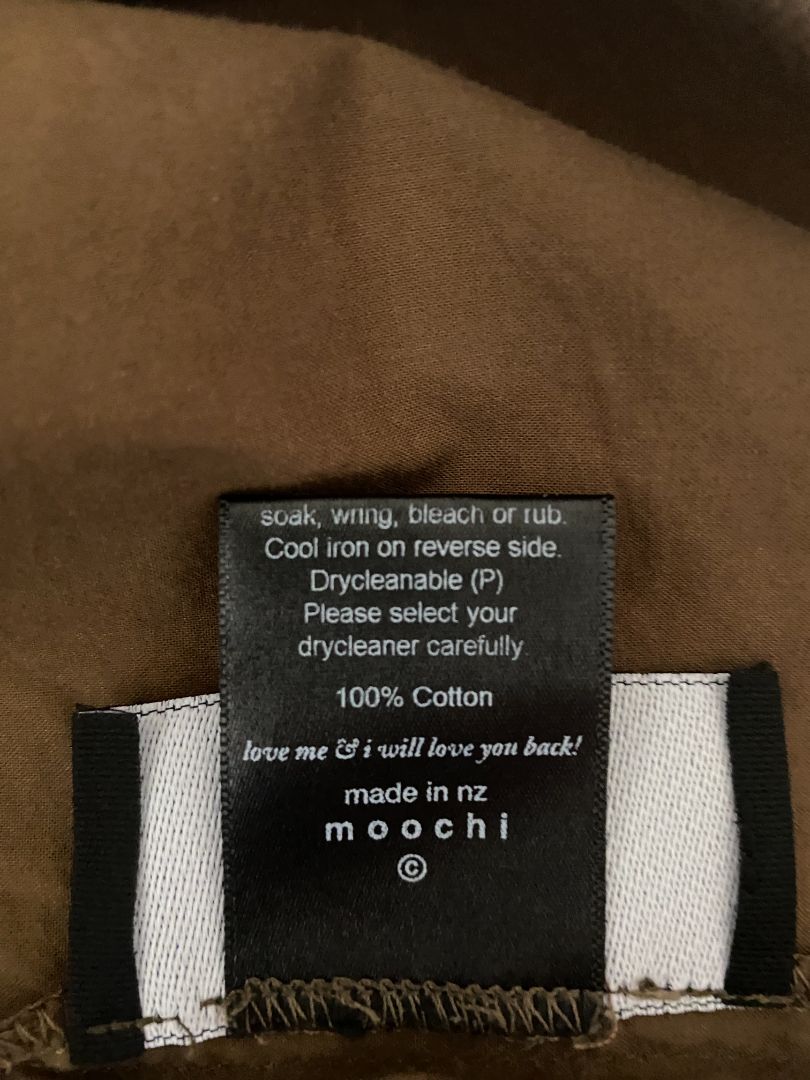 soak, wring, bleach or rub.
Cool iron on reverse side.
Drycleanable (P)
Please select your
drycleaner carefully.
100% Cotton
love me & i will love you back!
made in nz
moochi
©